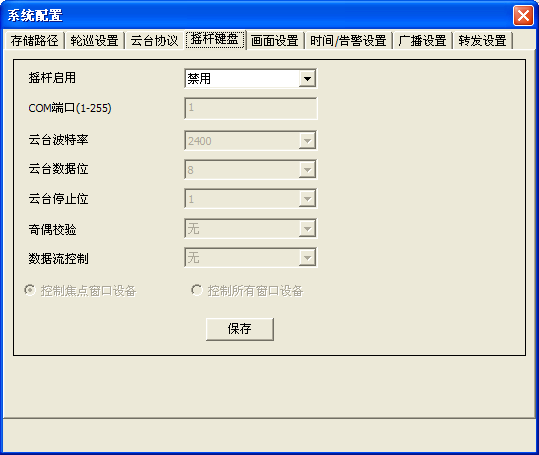 系统配置
存储路径 轮巡设置 云台协议 摇杆键盘 画面设置 时间/告警设置 广播设置 转发设置
摇杆启用 禁用
COM端口(1-255) 1
云台波特率 2400
云台数据位 8
云台停止位 1
奇偶校验 无
数据流控制 无
控制焦点窗口设备 控制所有窗口设备
保存